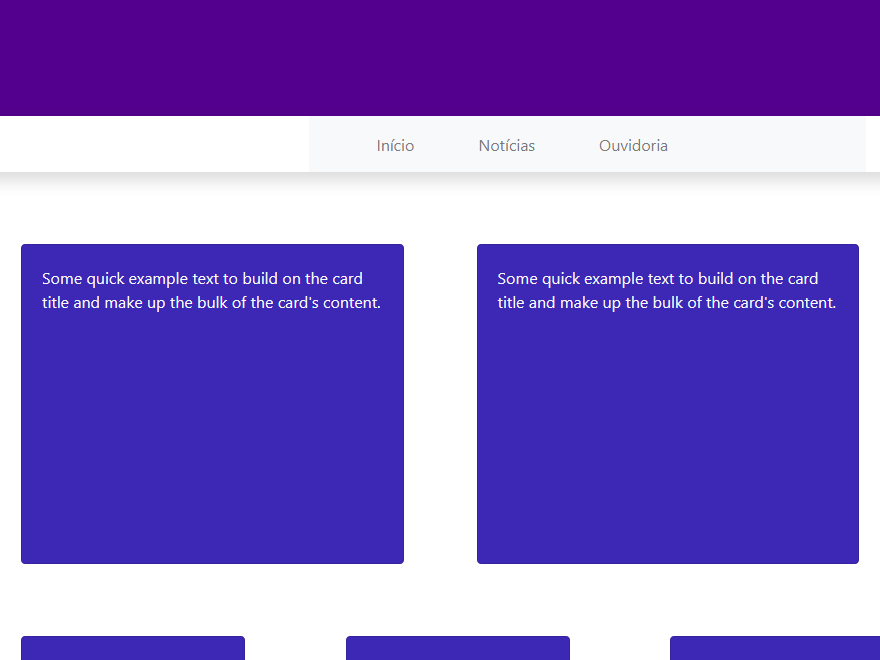 Início Notícias Ouvidoria
Some quick example text to build on the card
title and make up the bulk of the card's content.
Some quick example text to build on the card
title and make up the bulk of the card's content.